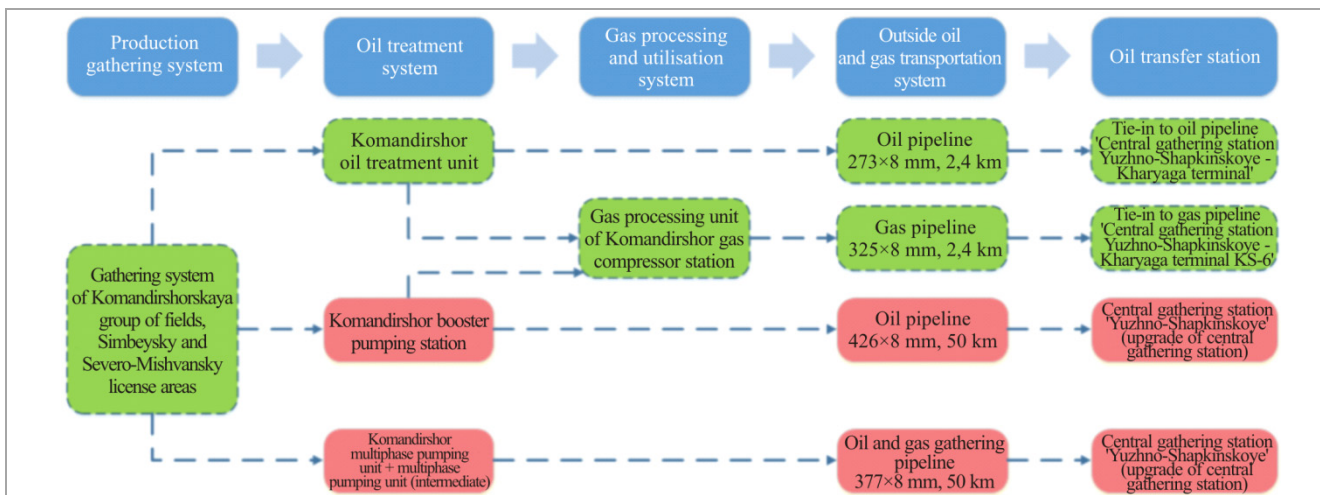 Production
gathering system
Oil treatment
system
Gas processing
and utilisation
system
Outside oil
and gas transportation
system
Oil transfer station
Komandirshor
oil treatment unit
Oil pipeline
273×8 mm, 2,4 km
Tie-in to oil pipeline
'Central gathering station
Yuzhno-Shapkinskoye -
Kharyaga terminal'
Gas processing unit
of Komandirshor gas
compressor station
Gas pipeline
325×8 mm, 2,4 km
Tie-in to gas pipeline
'Central gathering station
Yuzhno-Shapkinskoye -
Kharyaga terminal KS-6'
Gathering system
of Komandirshorskaya
group of fields,
Simbeysky and
Severo-Mishvansky
license areas
Komandirshor booster
pumping station
Oil pipeline
426×8 mm, 50 km
Central gathering station
'Yuzhno-Shapkinskoye'
(upgrade of central
gathering station)
Komandirshor
multiphase pumping
unit + multiphase
pumping unit (intermediate)
Oil and gas gathering
pipeline
377×8 mm, 50 km
Central gathering station
'Yuzhno-Shapkinskoye'
(upgrade of central
gathering station)